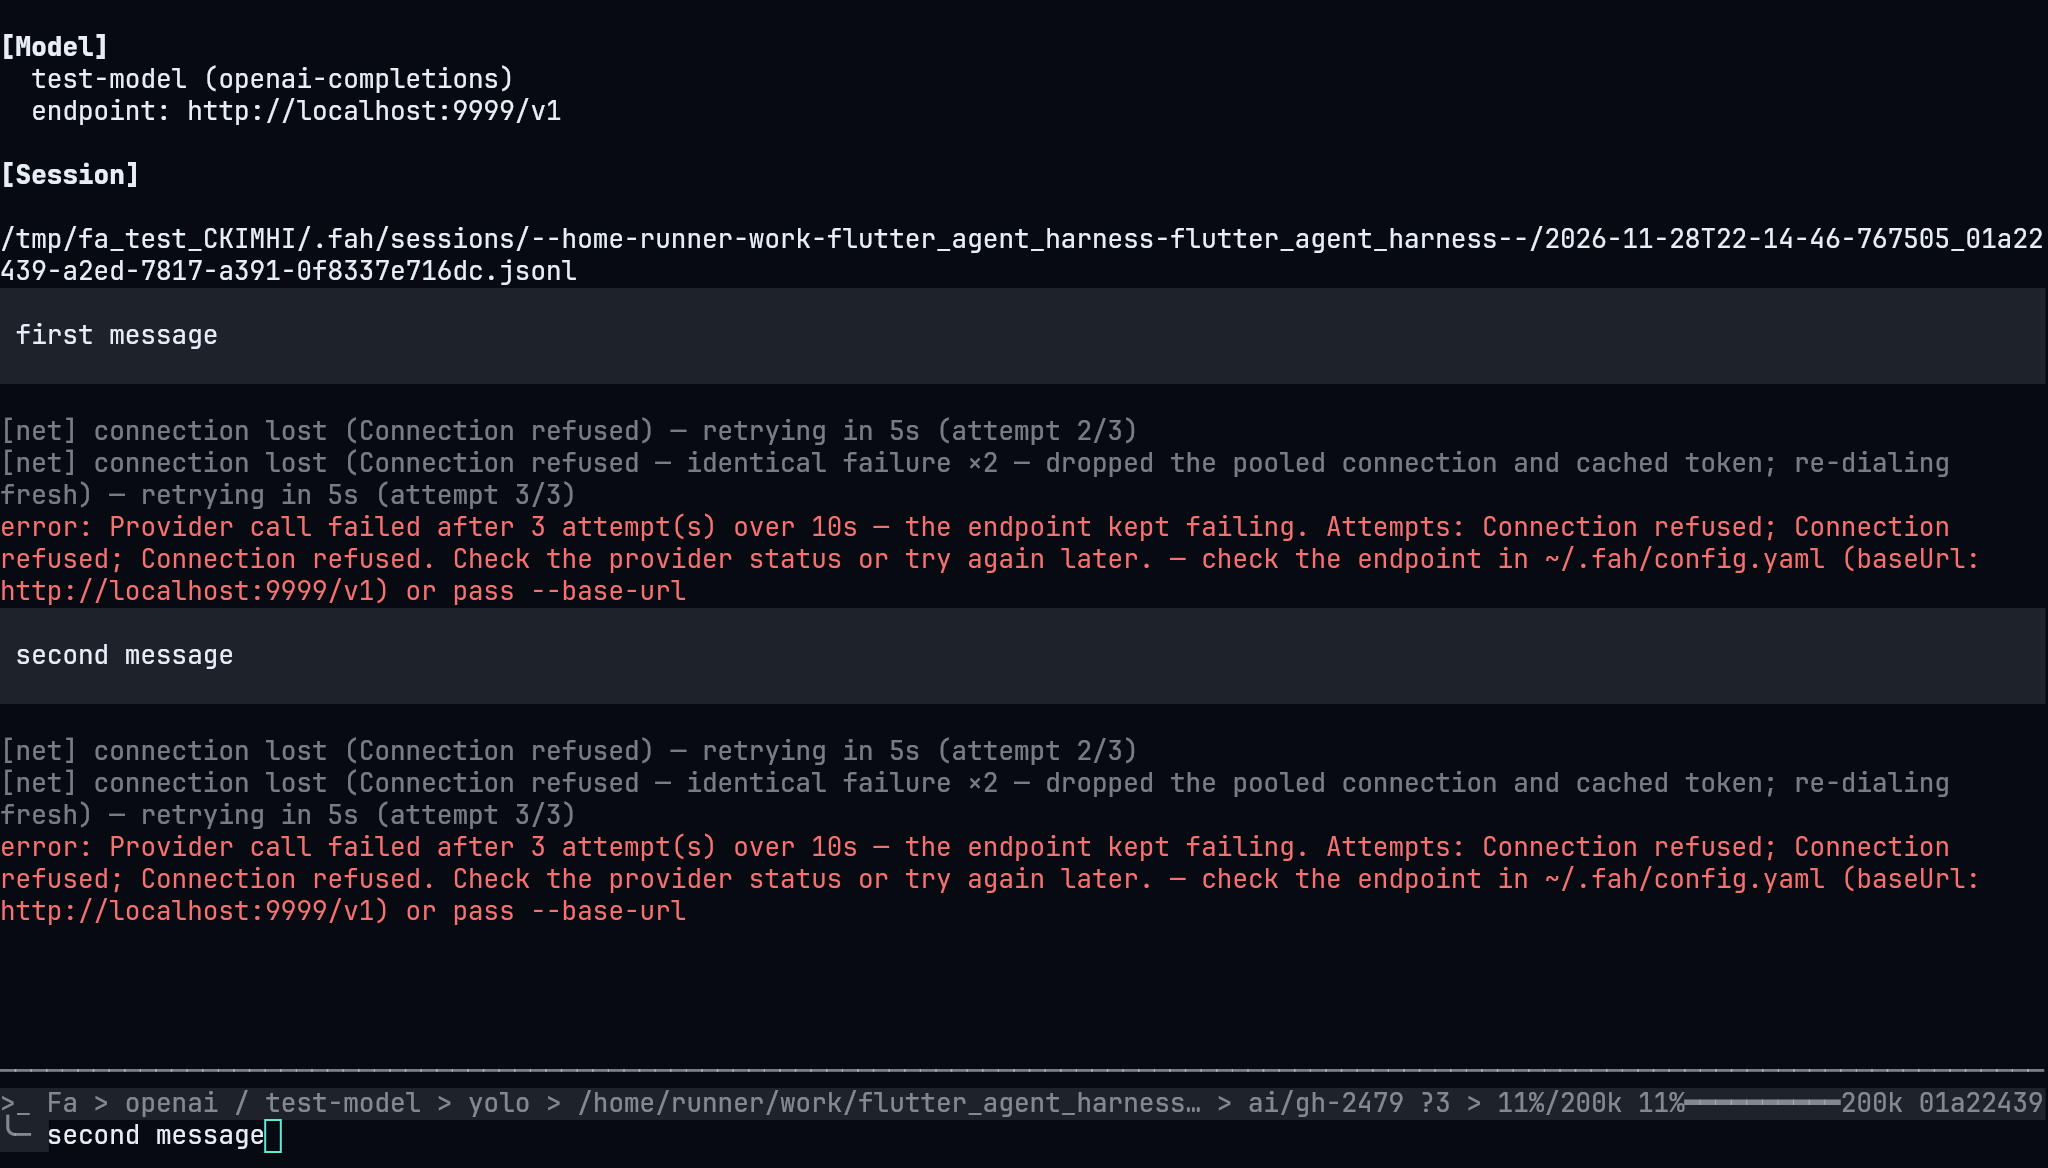 [Model]
test-model (openai-completions)
endpoint: http://localhost:9999/v1
[Session]
/tmp/fa_test_CKIMHI/.fah/sessions/--home-runner-work-flutter_agent_harness-flutter_agent_harness--/2026-11-28T22-14-46-767505_01a22
439-a2ed-7817-a391-0f8337e716dc.jsonl
first message
[net] connection lost (Connection refused) — retrying in 5s (attempt 2/3)
[net] connection lost (Connection refused — identical failure ×2 — dropped the pooled connection and cached token; re-dialing
fresh) — retrying in 5s (attempt 3/3)
error: Provider call failed after 3 attempt(s) over 10s — the endpoint kept failing. Attempts: Connection refused; Connection
refused; Connection refused. Check the provider status or try again later. — check the endpoint in ~/.fah/config.yaml (baseUrl:
http://localhost:9999/v1) or pass --base-url
second message
[net] connection lost (Connection refused) — retrying in 5s (attempt 2/3)
[net] connection lost (Connection refused — identical failure ×2 — dropped the pooled connection and cached token; re-dialing
fresh) — retrying in 5s (attempt 3/3)
error: Provider call failed after 3 attempt(s) over 10s — the endpoint kept failing. Attempts: Connection refused; Connection
refused; Connection refused. Check the provider status or try again later. — check the endpoint in ~/.fah/config.yaml (baseUrl:
http://localhost:9999/v1) or pass --base-url
>_ Fa > openai / test-model > yolo > /home/runner/work/flutter_agent_harness… > ai/gh-2479 ?3 > 11%/200k 11%━━━━━━━━━━200k 01a22439
╰─ second message